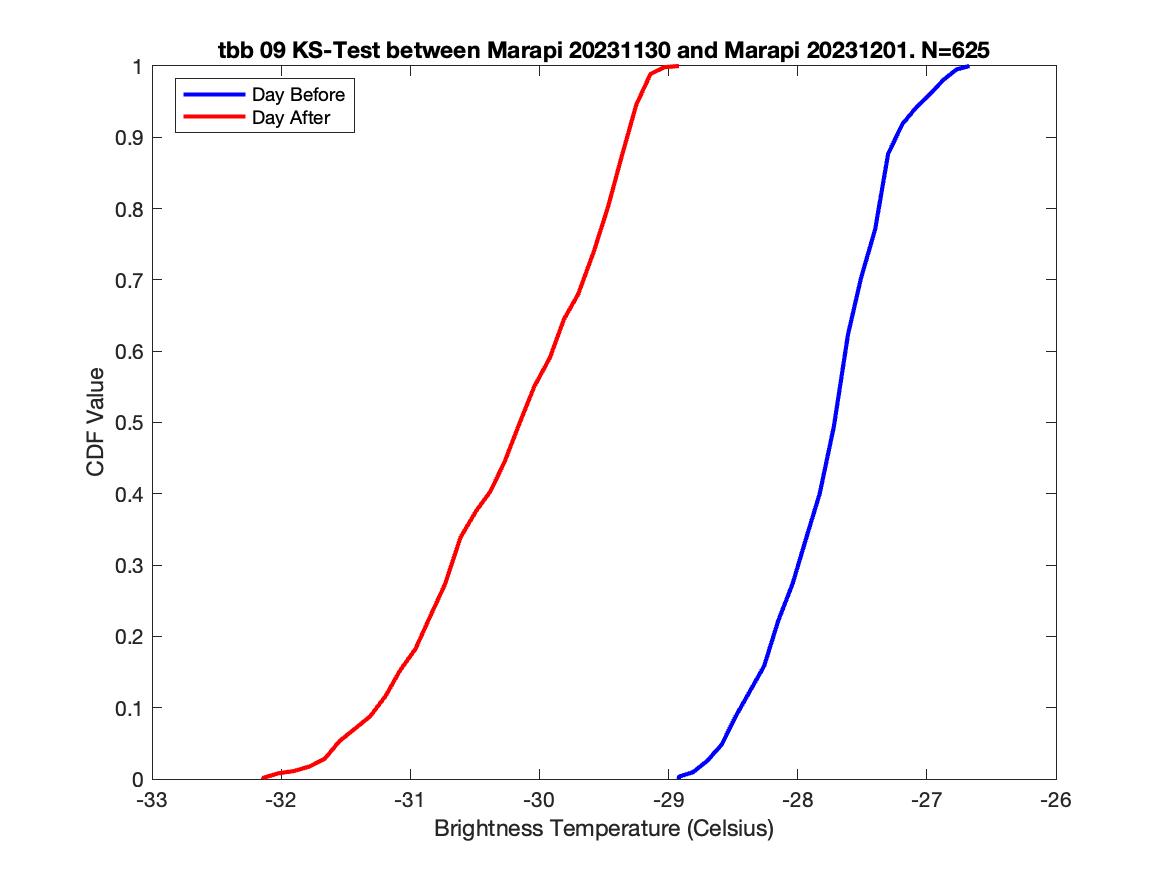 tbb 09 KS-Test between Marapi 20231130 and Marapi 20231201. N=625
Day Before
Day After
1
0.9
0.8
0.7
0.6
0.5
0.4
0.3
0.2
0.1
0
CDF Value
-33 -32 -31 -30 -29 -28 -27 -26
Brightness Temperature (Celsius)